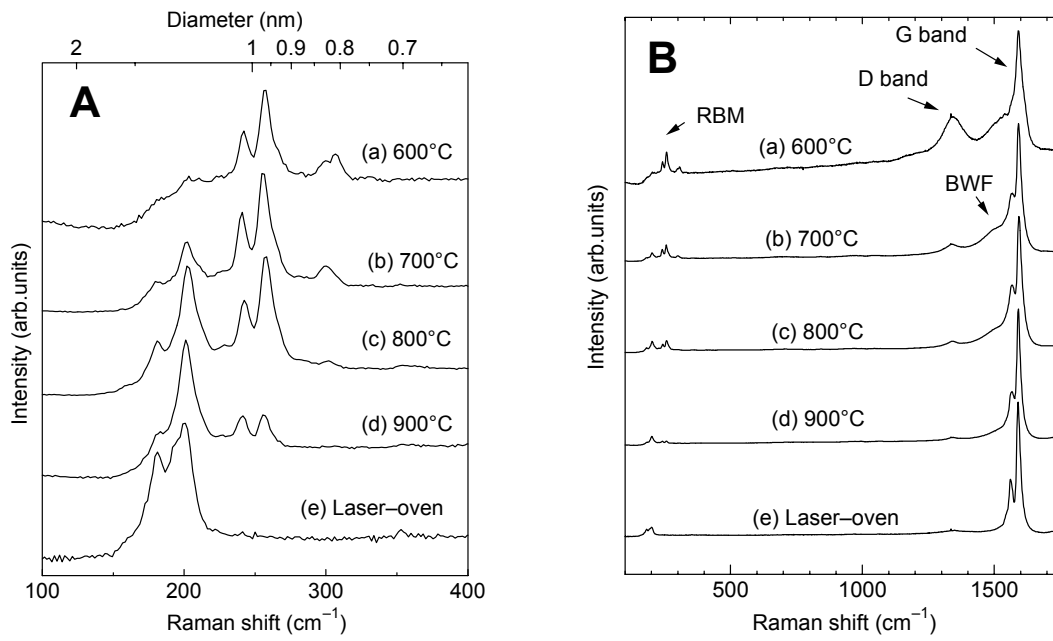 Diameter (nm)
2 1 0.9 0.8 0.7
A
(a) 600°C
(b) 700°C
(c) 800°C
(d) 900°C
(e) Laser–oven
Intensity (arb.units)
100 200 300 400
Raman shift (cm⁻¹)
B
G band
D band
RBM
(a) 600°C
BWF
(b) 700°C
(c) 800°C
(d) 900°C
(e) Laser–oven
Intensity (arb.units)
500 1000 1500
Raman shift (cm⁻¹)